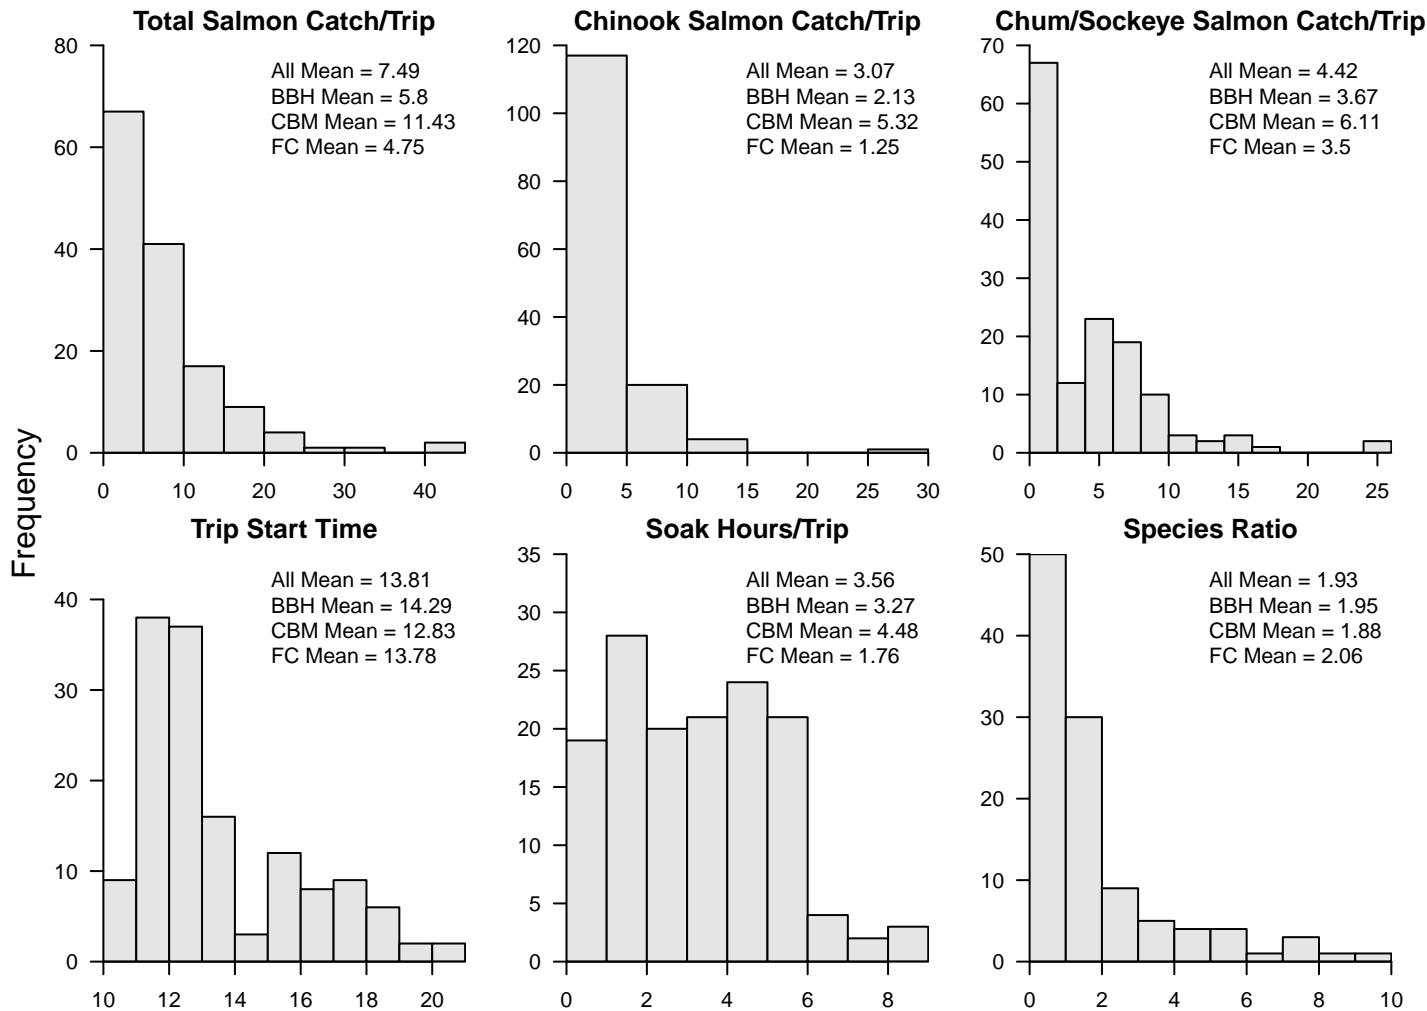 Total Salmon Catch/Trip
All Mean = 7.49
BBH Mean = 5.8
CBM Mean = 11.43
FC Mean = 4.75
80
60
40
20
0
0 10 20 30 40
Chinook Salmon Catch/Trip
All Mean = 3.07
BBH Mean = 2.13
CBM Mean = 5.32
FC Mean = 1.25
120
100
80
60
40
20
0
0 5 10 15 20 25 30
Chum/Sockeye Salmon Catch/Trip
All Mean = 4.42
BBH Mean = 3.67
CBM Mean = 6.11
FC Mean = 3.5
70
60
50
40
30
20
10
0
0 5 10 15 20 25
Frequency
Trip Start Time
All Mean = 13.81
BBH Mean = 14.29
CBM Mean = 12.83
FC Mean = 13.78
40
30
20
10
0
10 12 14 16 18 20
Soak Hours/Trip
All Mean = 3.56
BBH Mean = 3.27
CBM Mean = 4.48
FC Mean = 1.76
35
30
25
20
15
10
5
0
0 2 4 6 8
Species Ratio
All Mean = 1.93
BBH Mean = 1.95
CBM Mean = 1.88
FC Mean = 2.06
50
40
30
20
10
0
0 2 4 6 8 10